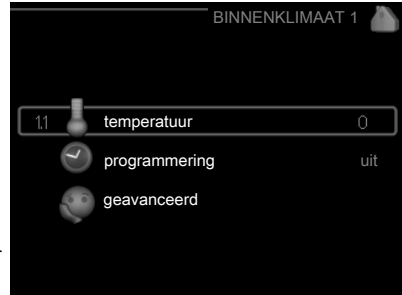 BINNENKLIMAAT 1
1.1 temperatuur 0
programmering uit
geavanceerd